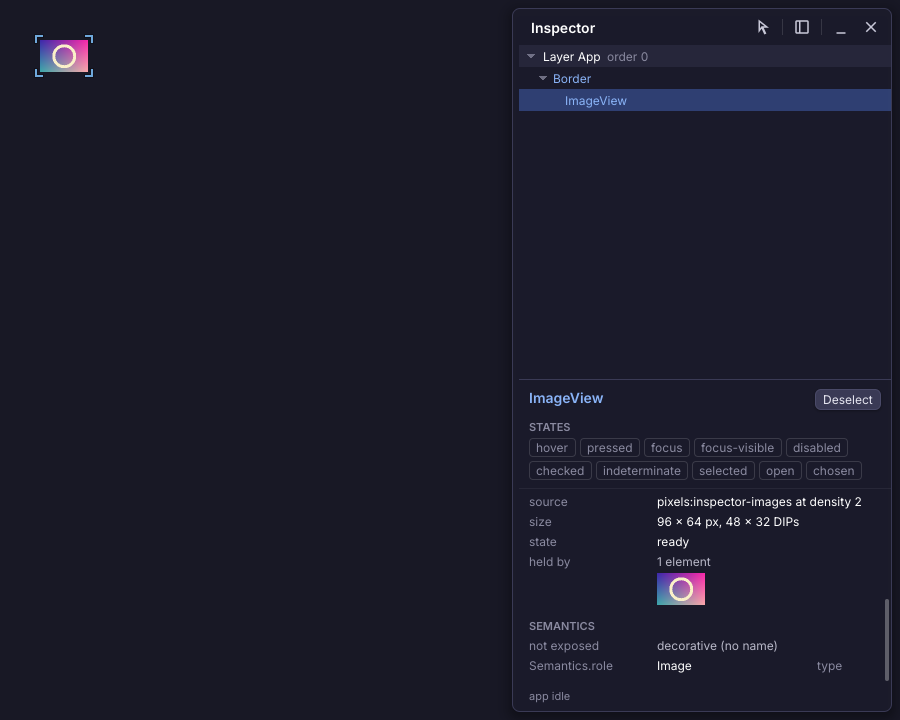 Inspector
Layer App order 0
Border
ImageView
ImageView Deselect
STATES
hover pressed focus focus-visible disabled
checked indeterminate selected open chosen
source pixels:inspector-images at density 2
size 96 × 64 px, 48 × 32 DIPs
state ready
held by 1 element
SEMANTICS
not exposed decorative (no name)
Semantics.role Image type
app idle